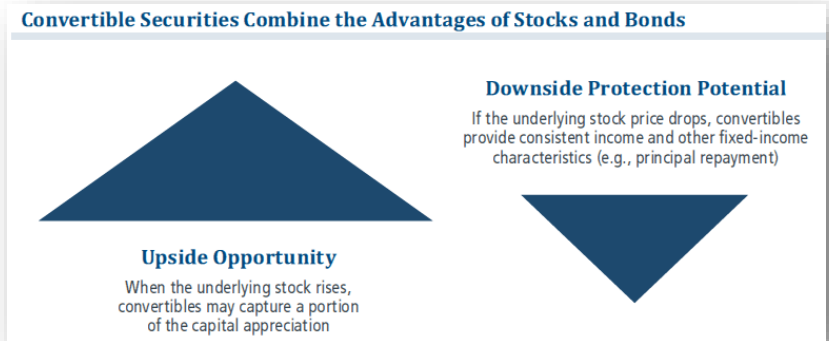 Convertible Securities Combine the Advantages of Stocks and Bonds
Upside Opportunity
When the underlying stock rises,
convertibles may capture a portion
of the capital appreciation
Downside Protection Potential
If the underlying stock price drops, convertibles
provide consistent income and other fixed-income
characteristics (e.g., principal repayment)